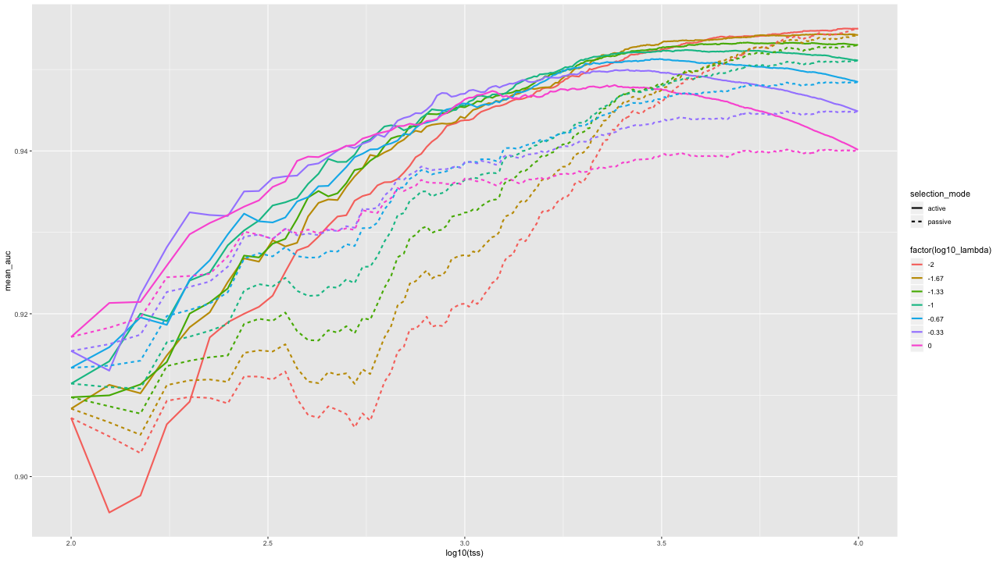 mean_auc
0.94
0.92
0.90
2.0
2.5
3.0
3.5
4.0
log10(tss)
selection_mode
active
passive
factor(log10_lambda)
-2
-1.67
-1.33
-1
-0.67
-0.33
0